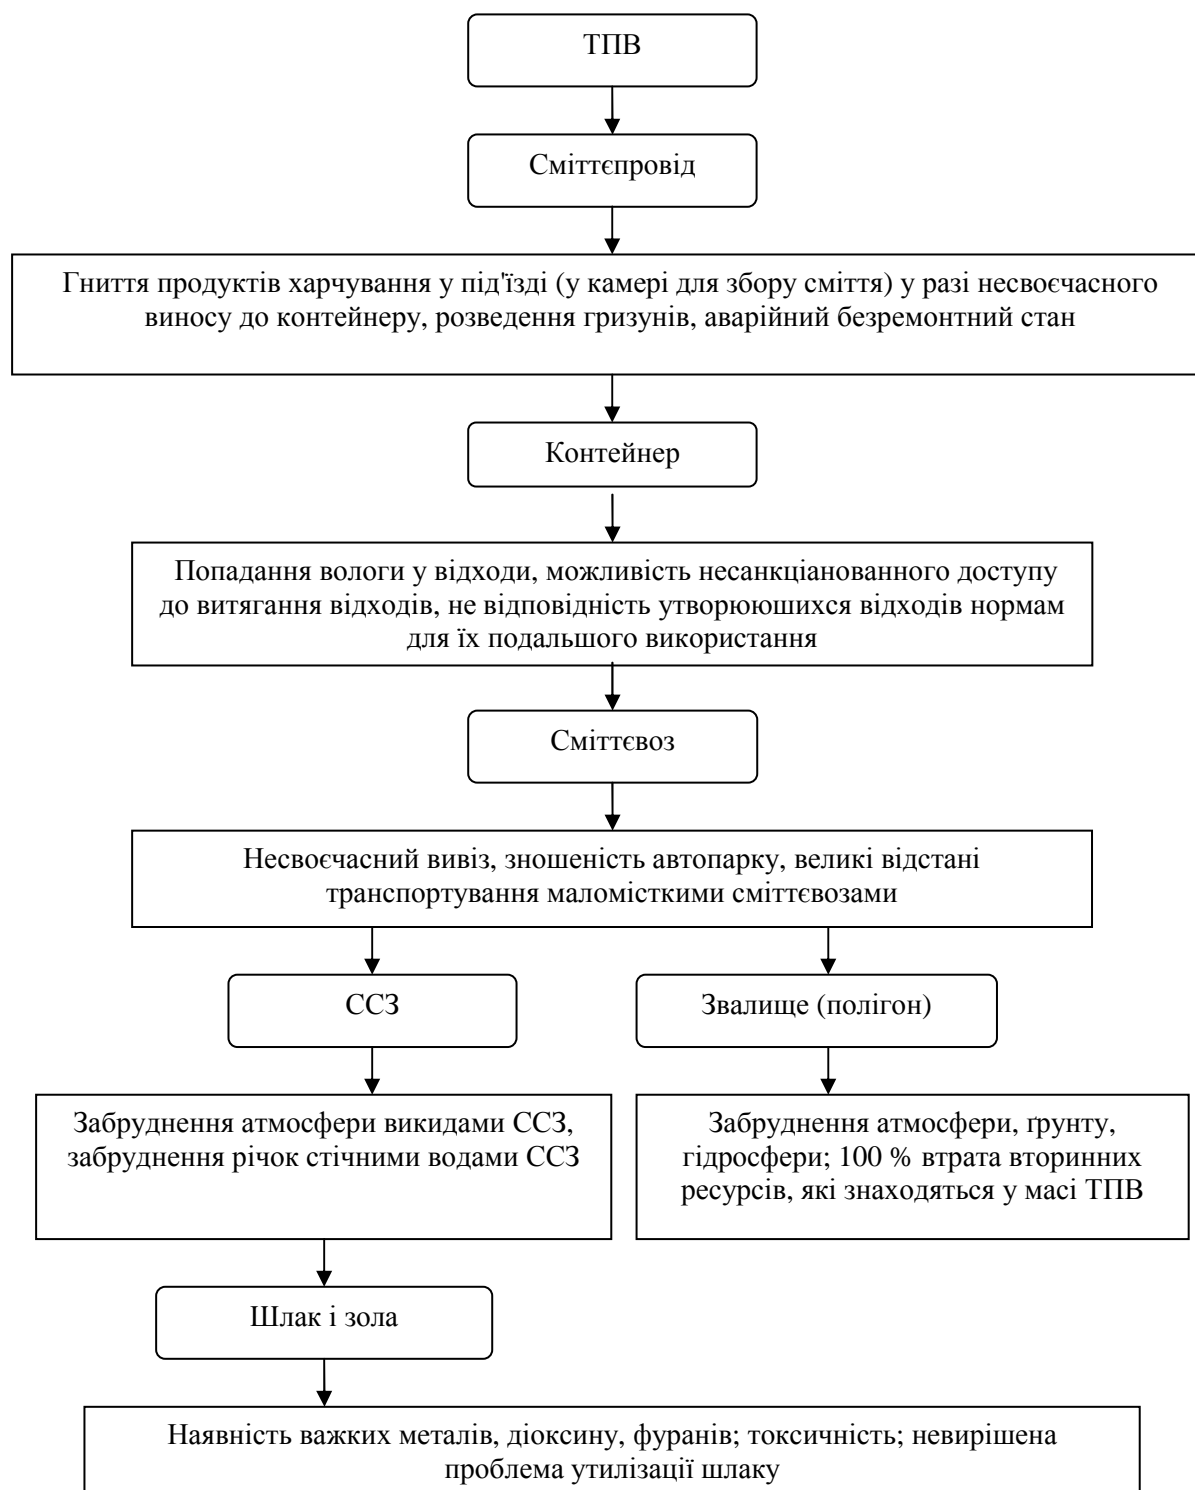 ТПВ
Сміттєпровід
Гниття продуктів харчування у під'їзді (у камері для збору сміття) у разі несвоєчасного
виносу до контейнеру, розведення гризунів, аварійний безремонтний стан
Контейнер
Попадання вологи у відходи, можливість несанкціанованного доступу
до витягання відходів, не відповідність утворююшихся відходів нормам
для їх подальшого використання
Сміттєвоз
Несвоєчасний вивіз, зношеність автопарку, великі відстані
транспортування маломісткими сміттєвозами
ССЗ
Звалище (полігон)
Забруднення атмосфери викидами ССЗ,
забруднення річок стічними водами ССЗ
Забруднення атмосфери, ґрунту,
гідросфери; 100 % втрата вторинних
ресурсів, які знаходяться у масі ТПВ
Шлак і зола
Наявність важких металів, діоксину, фуранів; токсичність; невирішена
проблема утилізації шлаку